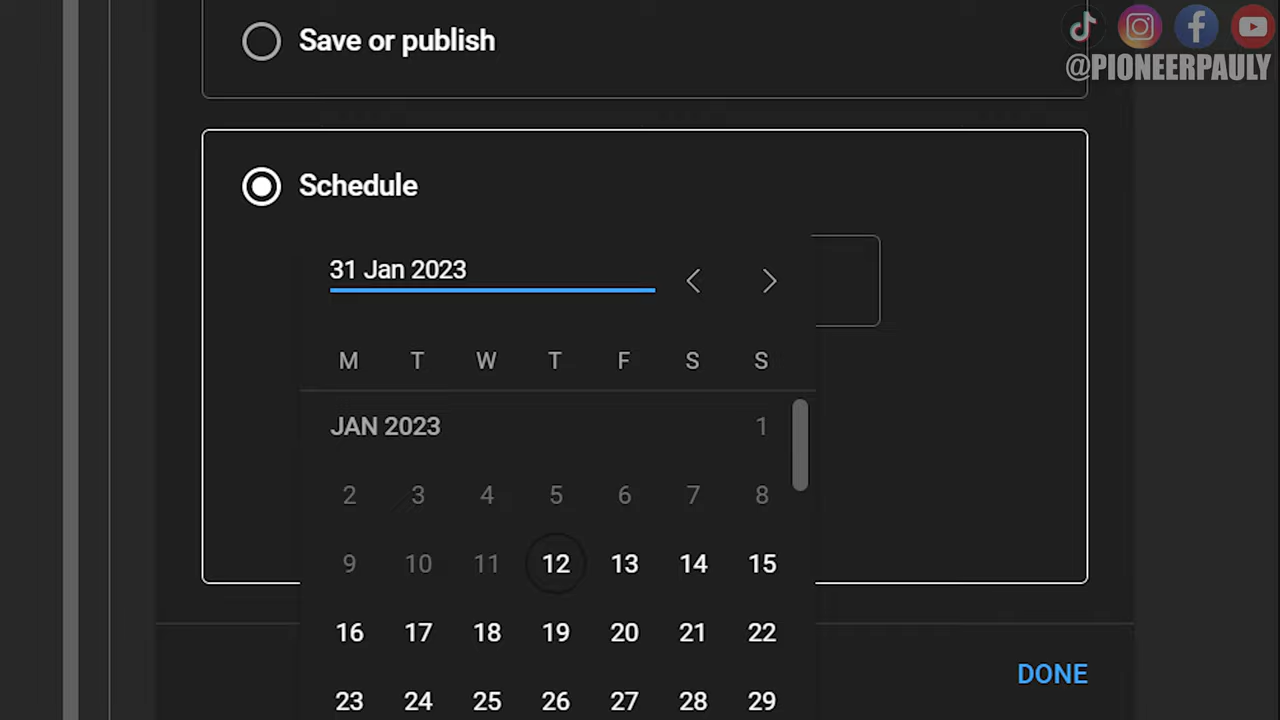 Save or publish
@PIONEERPAULY
Schedule
31 Jan 2023
M T W T F S S
JAN 2023 1
2 3 4 5 6 7 8
9 10 11 12 13 14 15
16 17 18 19 20 21 22
DONE
23 24 25 26 27 28 29